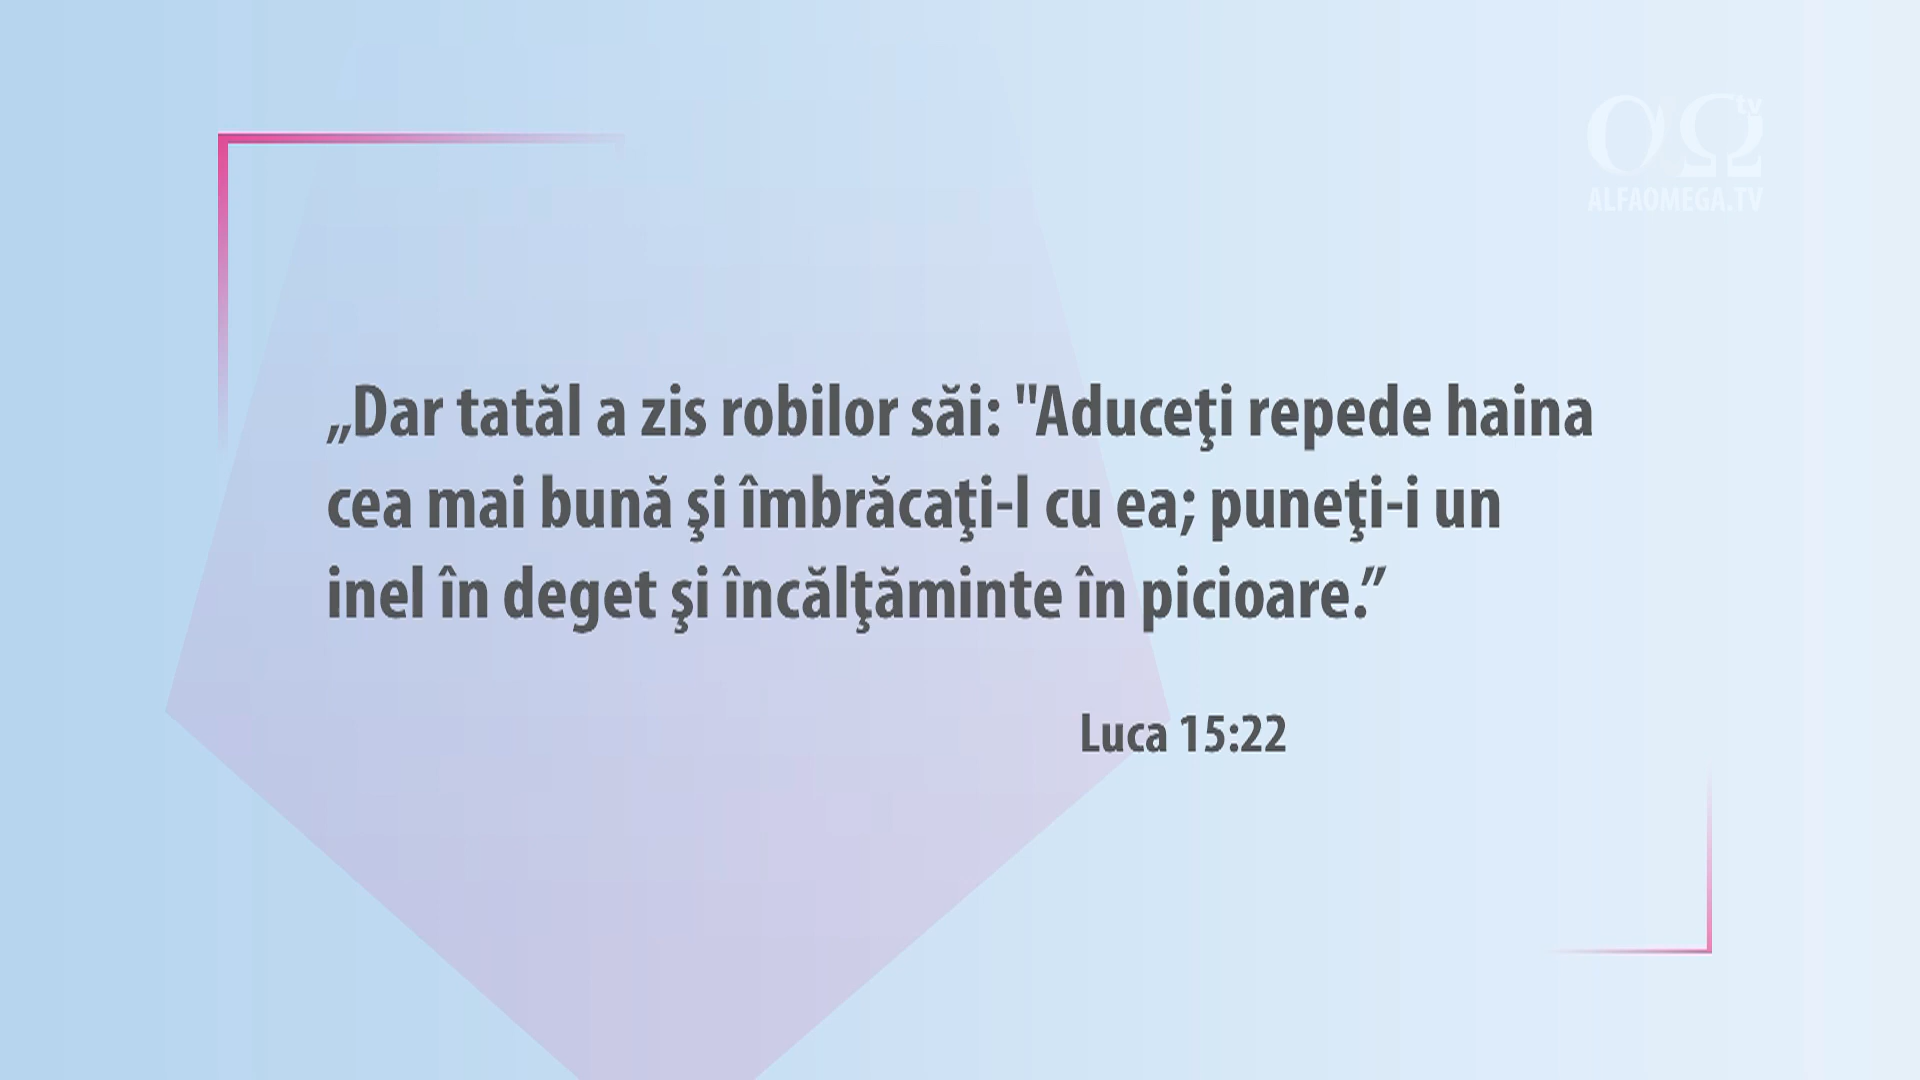 αΩ tv
ALFAOMEGA.TV
„Dar tatăl a zis robilor săi: "Aduceţi repede haina
cea mai bună şi îmbrăcaţi-l cu ea; puneţi-i un
inel în deget şi încălţăminte în picioare.”
Luca 15:22